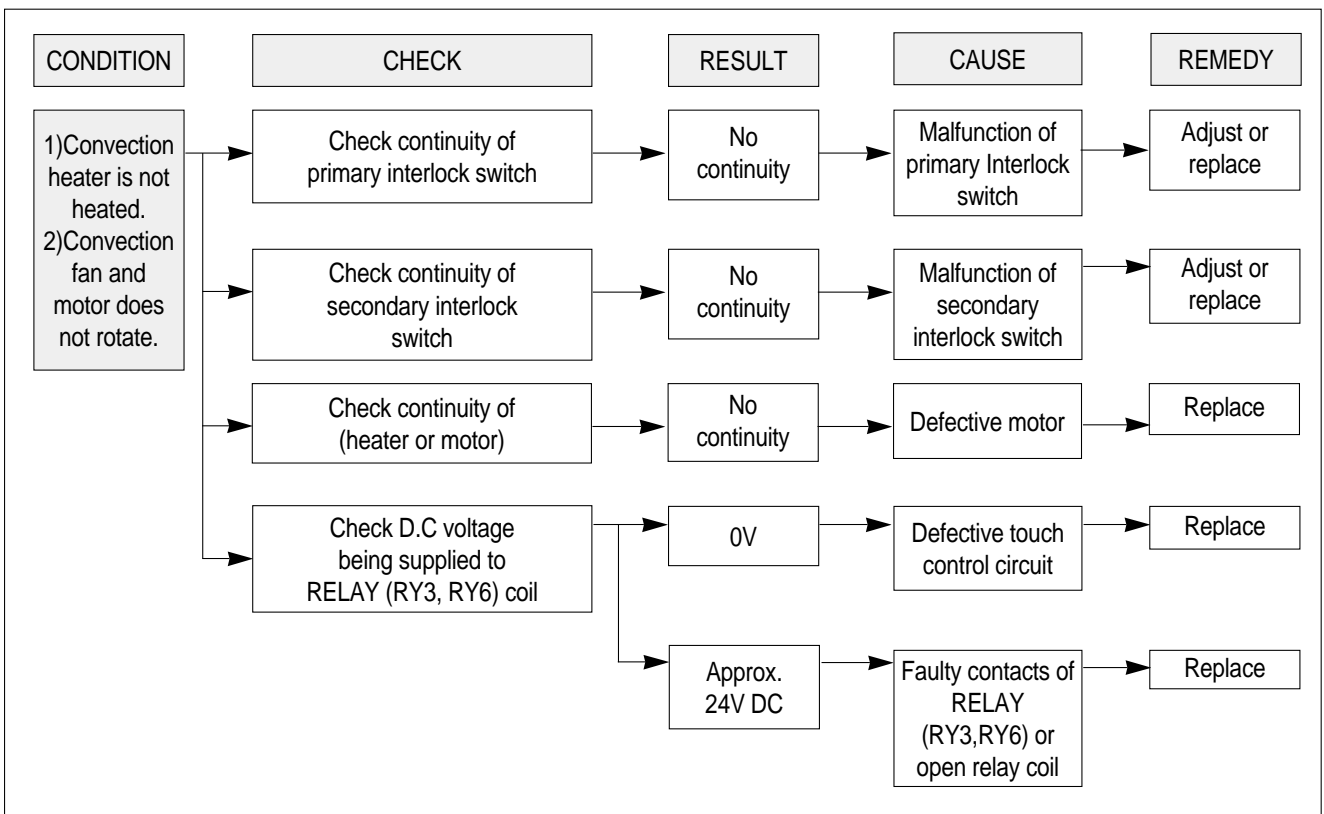 CONDITION
CHECK
RESULT
CAUSE
REMEDY
1)Convection
heater is not
heated.
2)Convection
fan and
motor does
not rotate.
Check continuity of
primary interlock switch
No
continuity
Malfunction of
primary Interlock
switch
Adjust or
replace
Check continuity of
secondary interlock
switch
No
continuity
Malfunction of
secondary
interlock switch
Adjust or
replace
Check continuity of
(heater or motor)
No
continuity
Defective motor
Replace
Check D.C voltage
being supplied to
RELAY (RY3, RY6) coil
0V
Defective touch
control circuit
Replace
Approx.
24V DC
Faulty contacts of
RELAY
(RY3,RY6) or
open relay coil
Replace